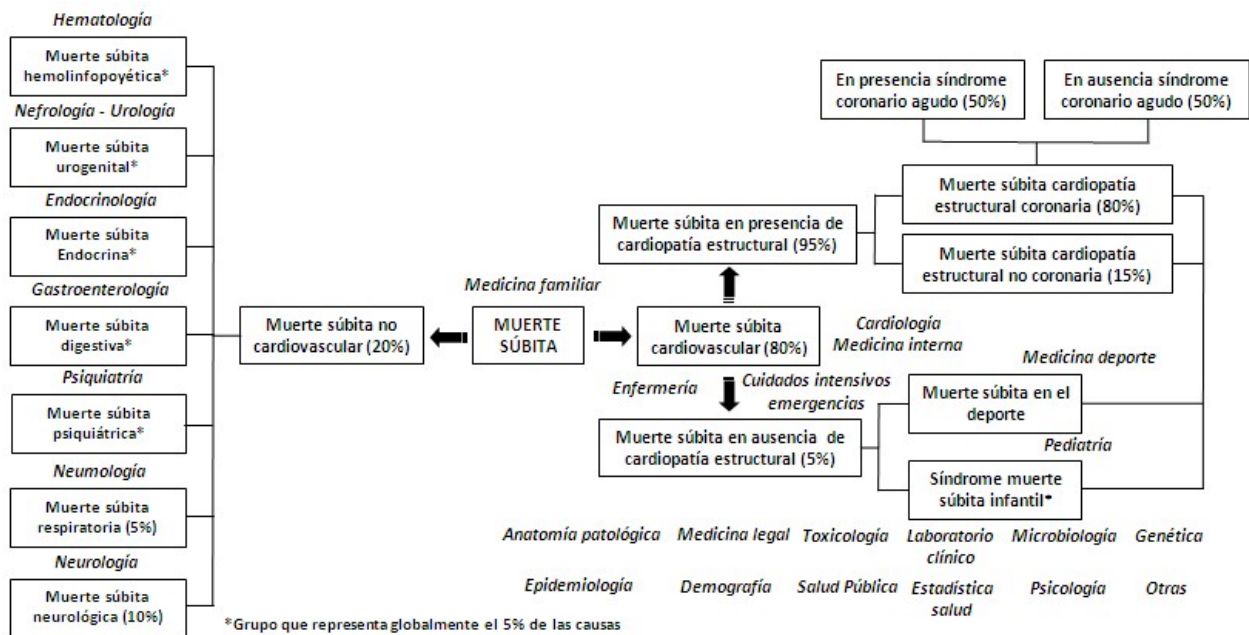 Hematología
Muerte súbita
hemolinfopoyética*
Nefrología - Urología
Muerte súbita
urogenital*
Endocrinología
Muerte súbita
Endocrina*
Gastroenterología
Muerte súbita
digestiva*
Psiquiatría
Muerte súbita
psiquiátrica*
Neumología
Muerte súbita
respiratoria (5%)
Neurología
Muerte súbita
neurológica (10%)
Muerte súbita no
cardiovascular (20%)
Medicina familiar
MUERTE
SÚBITA
Muerte súbita
cardiovascular (80%)
Enfermería
Cuidados intensivos
emergencias
Cardiología
Medicina interna
Muerte súbita en presencia de
cardiopatía estructural (95%)
En presencia síndrome
coronario agudo (50%)
En ausencia síndrome
coronario agudo (50%)
Muerte súbita cardiopatía
estructural coronaria (80%)
Muerte súbita cardiopatía
estructural no coronaria (15%)
Muerte súbita en ausencia de
cardiopatía estructural (5%)
Medicina deporte
Muerte súbita en el
deporte
Pediatría
Síndrome muerte
súbita infantil*
Anatomía patológica
Medicina legal
Toxicología
Laboratorio
clínico
Microbiología
Genética
Epidemiología
Demografía
Salud Pública
Estadística
salud
Psicología
Otras
*Grupo que representa globalmente el 5% de las causas